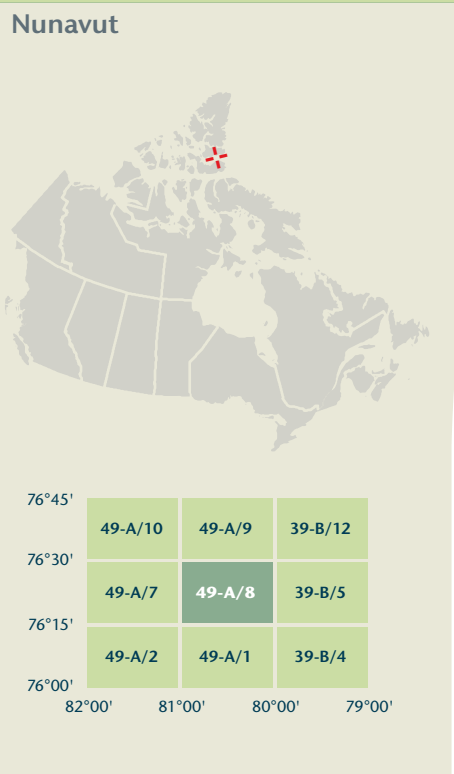 Nunavut
76°45'
49-A/10 49-A/9 39-B/12
76°30'
49-A/7 49-A/8 39-B/5
76°15'
49-A/2 49-A/1 39-B/4
76°00'
82°00' 81°00' 80°00' 79°00'